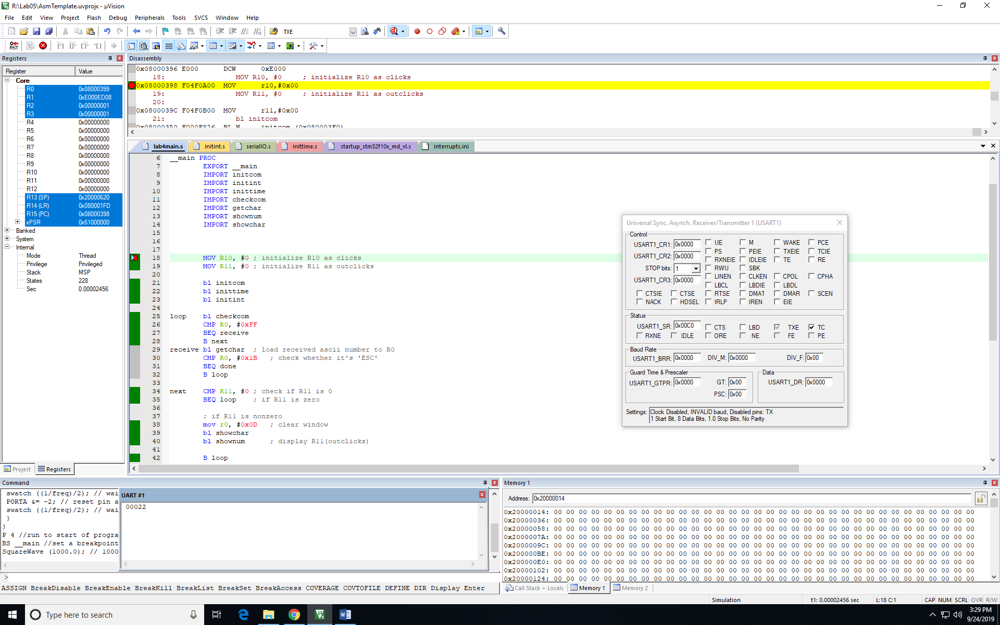 R:\Lab05\AsmTemplate.uvprojx - µVision
File Edit View Project Flash Debug Peripherals Tools SVCS Window Help
TXE
RST
Registers
Register Value
Core
R0 0x08000399
R1 0xE000ED08
R2 0x00000001
R3 0x00000001
R4 0x00000000
R5 0x00000000
R6 0x00000000
R7 0x00000000
R8 0x00000000
R9 0x00000000
R10 0x00000000
R11 0x00000000
R12 0x00000000
R13 (SP) 0x20000620
R14 (LR) 0x080001FD
R15 (PC) 0x08000398
xPSR 0x61000000
Banked
System
Internal
Mode Thread
Privilege Privileged
Stack MSP
States 228
Sec 0.00002456
Project Registers
Disassembly
0x08000396 E000 DCW 0xE000
18: MOV R10, #0 ; initialize R10 as clicks
0x08000398 F04F0A00 MOV r10,#0x00
19: MOV R11, #0 ; initialize R11 as outclicks
20:
0x0800039C F04F0B00 MOV r11,#0x00
21: bl initcom
0x080003A0 F000F826 BL.W initcom (0x080003F0)
lab4main.s initint.s serialIO.s inittime.s startup_stm32f10x_md_vl.s interrupts.ini
6 __main PROC
7 EXPORT __main
8 IMPORT initcom
9 IMPORT initint
10 IMPORT inittime
11 IMPORT checkcom
12 IMPORT getchar
13 IMPORT shownum
14 IMPORT showchar
15
16
17
18 MOV R10, #0 ; initialize R10 as clicks
19 MOV R11, #0 ; initialize R11 as outclicks
20
21 bl initcom
22 bl inittime
23 bl initint
24
25 loop bl checkcom
26 CMP R0, #0xFF
27 BEQ receive
28 B next
29 receive bl getchar ; load received ascii number to R0
30 CMP R0, #0x1B ; check whether it's 'ESC'
31 BEQ done
32 B loop
33
34 next CMP R11, #0 ; check if R11 is 0
35 BEQ loop ; if R11 is zero
36
37 ; if R11 is nonzero
38 mov r0, #0x0D ; clear window
39 bl showchar
40 bl shownum ; display R11(outclicks)
41
42 B loop
Universal Sync. Asynch. Receiver/Transmitter 1 (USART1)
Control
USART1_CR1: 0x0000 UE M WAKE PCE
PS PEIE TXEIE TCIE
USART1_CR2: 0x0000 RXNEIE IDLEIE TE RE
STOP bits: 1 RWU SBK
USART1_CR3: 0x0000 LINEN CLKEN CPOL CPHA
LBCL LBDIE LBDL
CTSIE CTSE RTSE DMAT DMAR SCEN
NACK HDSEL IRLP IREN EIE
Status
USART1_SR: 0x00C0 CTS LBD TXE TC
RXNE IDLE ORE NE FE PE
Baud Rate
USART1_BRR: 0x0000 DIV_M: 0x0000 DIV_F: 0x00
Guard Time & Prescaler
USART1_GTPR: 0x0000 GT: 0x00
PSC: 0x00
Data
USART1_DR: 0x0000
Settings: Clock Disabled, INVALID baud, Disabled pins: TX
1 Start Bit, 8 Data Bits, 1.0 Stop Bits, No Parity
Command
swatch ((1/freq)/2); // wai
PORTA &= ~2; // reset pin a
swatch ((1/freq)/2); // wai
}
}
P 4 //run to start of progra
BS __main //set a breakpoint
SquareWave (1000.0); // 1000
>
ASSIGN BreakDisable BreakEnable BreakKill BreakList BreakSet BreakAccess COVERAGE COVTOFILE DEFINE DIR Display Enter
UART #1
00022
Memory 1
Address: 0x20000014
0x20000014: 00 00 00 00 00 00 00 00 00 00 00 00 00 00 00 00 00 00 00 00 00 00 00 00 00 00 00 00 00 00 00 00 00 00
0x20000036: 00 00 00 00 00 00 00 00 00 00 00 00 00 00 00 00 00 00 00 00 00 00 00 00 00 00 00 00 00 00 00 00 00 00
0x20000058: 00 00 00 00 00 00 00 00 00 00 00 00 00 00 00 00 00 00 00 00 00 00 00 00 00 00 00 00 00 00 00 00 00 00
0x2000007A: 00 00 00 00 00 00 00 00 00 00 00 00 00 00 00 00 00 00 00 00 00 00 00 00 00 00 00 00 00 00 00 00 00 00
0x2000009C: 00 00 00 00 00 00 00 00 00 00 00 00 00 00 00 00 00 00 00 00 00 00 00 00 00 00 00 00 00 00 00 00 00 00
0x200000BE: 00 00 00 00 00 00 00 00 00 00 00 00 00 00 00 00 00 00 00 00 00 00 00 00 00 00 00 00 00 00 00 00 00 00
0x200000E0: 00 00 00 00 00 00 00 00 00 00 00 00 00 00 00 00 00 00 00 00 00 00 00 00 00 00 00 00 00 00 00 00 00 00
0x20000102: 00 00 00 00 00 00 00 00 00 00 00 00 00 00 00 00 00 00 00 00 00 00 00 00 00 00 00 00 00 00 00 00 00 00
0x20000124: 00 00 00 00 00 00 00 00 00 00 00 00 00 00 00 00 00 00 00 00 00 00 00 00 00 00 00 00 00 00 00 00 00 00
Call Stack + Locals Memory 1 Memory 2
Simulation t1: 0.00002456 sec L:18 C:1 CAP NUM SCRL OVR R/W
Type here to search
3:29 PM
9/24/2019